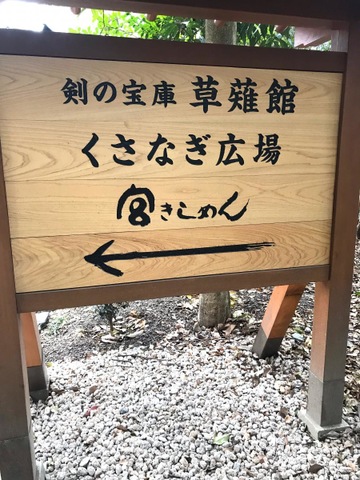 剣の宝庫 草薙館
くさなぎ広場
宮きしめん